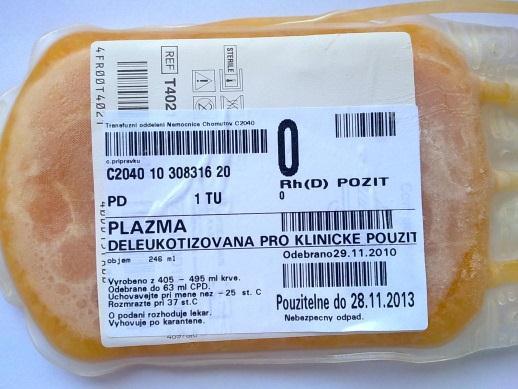 4FR00T402
REF T402
STERILE
Transfuzni oddeleni Nemocnice Chomutov C2040
c.pripravku
C2040 10 308316 20
PD 1 TU
0
Rh(D) POZIT
0
PLAZMA
DELEUKOTIZOVANA PRO KLINICKE POUZIT
objem 246 ml
Odebrano29.11.2010
Vyrobeno z 405 - 495 ml krve.
Odebrane do 63 ml CPD.
Uchovavejte pri mene nez -25 st. C
Rozmrazte pri 37 st.C
O podani rozhoduje lekar.
Vyhovuje po karantene.
Pouzitelne do 28.11.2013
Nebezpecny odpad.